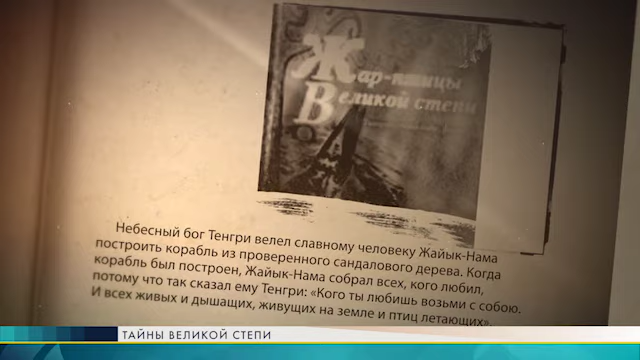 Жар-птицы
Великой степи
Небесный бог Тенгри велел славному человеку Жайык-Нама
построить корабль из проверенного сандалового дерева. Когда
корабль был построен, Жайык-Нама собрал всех, кого любил,
потому что так сказал ему Тенгри: «Кого ты любишь возьми с собою.
И всех живых и дышащих, живущих на земле и птиц летающих».
ТАЙНЫ ВЕЛИКОЙ СТЕПИ